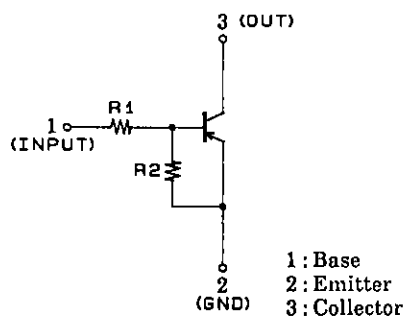 3 (OUT)
R1
1
(INPUT)
R2
2
(GND)
1 : Base
2 : Emitter
3 : Collector